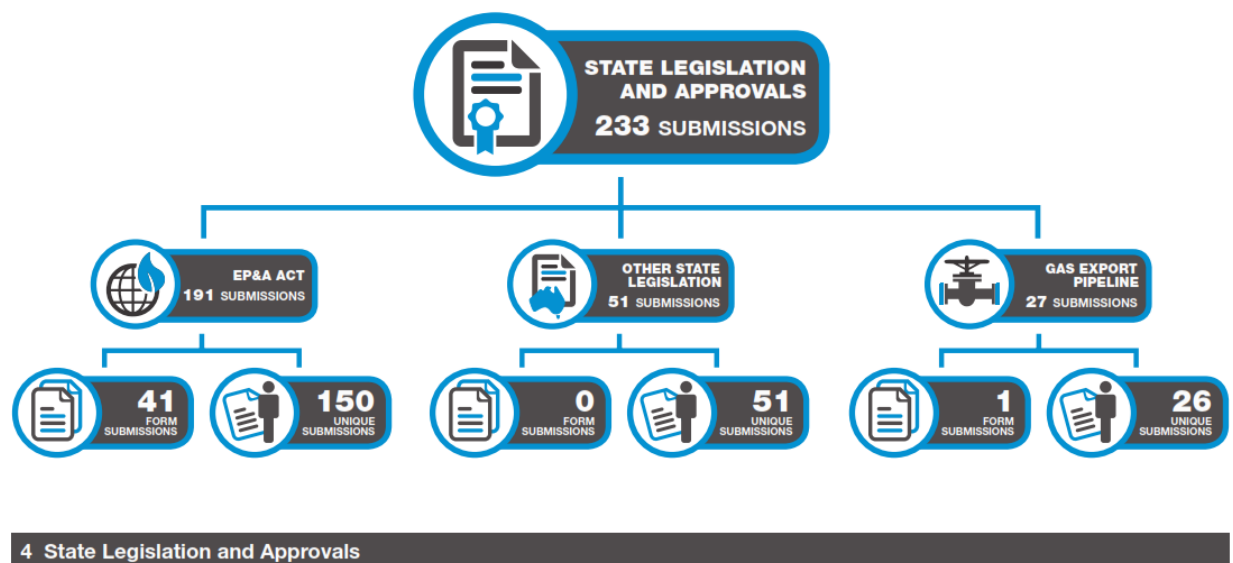 STATE LEGISLATION
AND APPROVALS
233 SUBMISSIONS
EP&A ACT
191 SUBMISSIONS
OTHER STATE
LEGISLATION
51 SUBMISSIONS
GAS EXPORT
PIPELINE
27 SUBMISSIONS
41
FORM
SUBMISSIONS
150
UNIQUE
SUBMISSIONS
0
FORM
SUBMISSIONS
51
UNIQUE
SUBMISSIONS
1
FORM
SUBMISSIONS
26
UNIQUE
SUBMISSIONS
4 State Legislation and Approvals